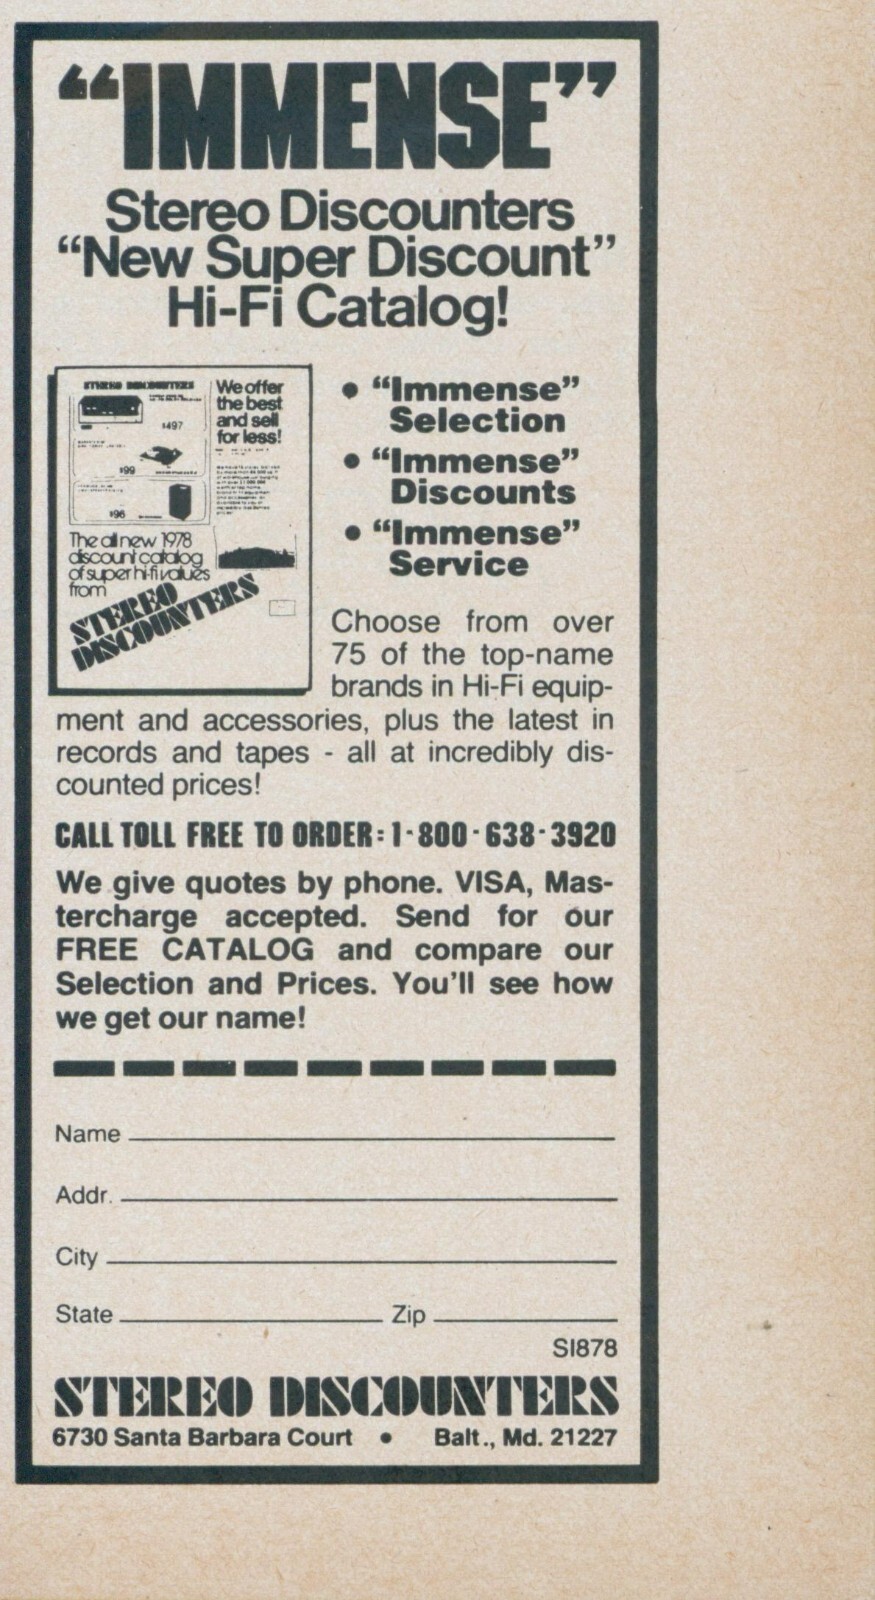 “IMMENSE”
Stereo Discounters
“New Super Discount”
Hi-Fi Catalog!
STEREO DISCOUNTERS
$497
$99
$96
We offer
the best
and sell
for less!
The all new 1978
discount catalog
of super hi-fi values
from
STEREO
DISCOUNTERS
• “Immense”
Selection
• “Immense”
Discounts
• “Immense”
Service
Choose from over
75 of the top-name
brands in Hi-Fi equip-
ment and accessories, plus the latest in
records and tapes - all at incredibly dis-
counted prices!
CALL TOLL FREE TO ORDER: 1-800-638-3920
We give quotes by phone. VISA, Mas-
tercharge accepted. Send for our
FREE CATALOG and compare our
Selection and Prices. You'll see how
we get our name!
Name
Addr.
City
State Zip
SI878
STEREO DISCOUNTERS
6730 Santa Barbara Court • Balt., Md. 21227